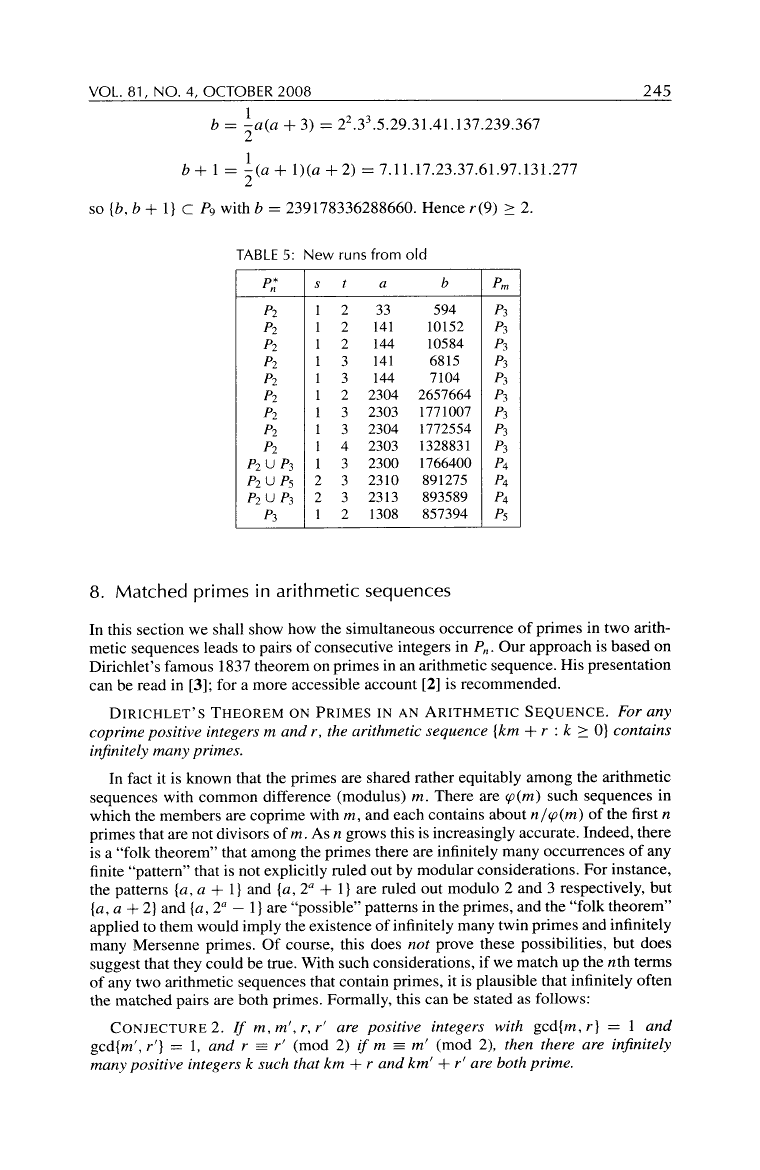 VOL. 81, NO. 4, OCTOBER 2008 245
b = 1/2 a(a + 3) = 2².3³.5.29.31.41.137.239.367
b + 1 = 1/2 (a + 1)(a + 2) = 7.11.17.23.37.61.97.131.277
so {b, b + 1} ⊂ P₉ with b = 239178336288660. Hence r(9) ≥ 2.
TABLE 5: New runs from old
P*ₙ s t a b Pₘ
P₂ 1 2 33 594 P₃
P₂ 1 2 141 10152 P₃
P₂ 1 2 144 10584 P₃
P₂ 1 3 141 6815 P₃
P₂ 1 3 144 7104 P₃
P₂ 1 2 2304 2657664 P₃
P₂ 1 3 2303 1771007 P₃
P₂ 1 3 2304 1772554 P₃
P₂ 1 4 2303 1328831 P₃
P₂ ∪ P₃ 1 3 2300 1766400 P₄
P₂ ∪ P₅ 2 3 2310 891275 P₄
P₂ ∪ P₃ 2 3 2313 893589 P₄
P₃ 1 2 1308 857394 P₅
8. Matched primes in arithmetic sequences
In this section we shall show how the simultaneous occurrence of primes in two arith-
metic sequences leads to pairs of consecutive integers in Pₙ. Our approach is based on
Dirichlet's famous 1837 theorem on primes in an arithmetic sequence. His presentation
can be read in [3]; for a more accessible account [2] is recommended.
DIRICHLET'S THEOREM ON PRIMES IN AN ARITHMETIC SEQUENCE. For any
coprime positive integers m and r, the arithmetic sequence {km + r : k ≥ 0} contains
infinitely many primes.
In fact it is known that the primes are shared rather equitably among the arithmetic
sequences with common difference (modulus) m. There are φ(m) such sequences in
which the members are coprime with m, and each contains about n/φ(m) of the first n
primes that are not divisors of m. As n grows this is increasingly accurate. Indeed, there
is a “folk theorem” that among the primes there are infinitely many occurrences of any
finite “pattern” that is not explicitly ruled out by modular considerations. For instance,
the patterns {a, a + 1} and {a, 2ᵃ + 1} are ruled out modulo 2 and 3 respectively, but
{a, a + 2} and {a, 2ᵃ − 1} are “possible” patterns in the primes, and the “folk theorem”
applied to them would imply the existence of infinitely many twin primes and infinitely
many Mersenne primes. Of course, this does not prove these possibilities, but does
suggest that they could be true. With such considerations, if we match up the nth terms
of any two arithmetic sequences that contain primes, it is plausible that infinitely often
the matched pairs are both primes. Formally, this can be stated as follows:
CONJECTURE 2. If m, m′, r, r′ are positive integers with gcd{m, r} = 1 and
gcd{m′, r′} = 1, and r ≡ r′ (mod 2) if m ≡ m′ (mod 2), then there are infinitely
many positive integers k such that km + r and km′ + r′ are both prime.